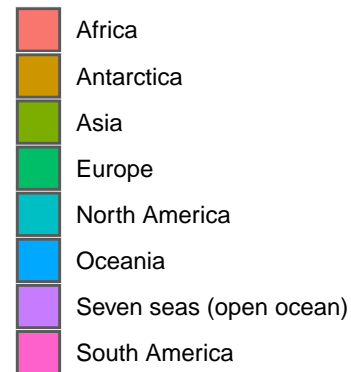 Africa
Antarctica
Asia
Europe
North America
Oceania
Seven seas (open ocean)
South America